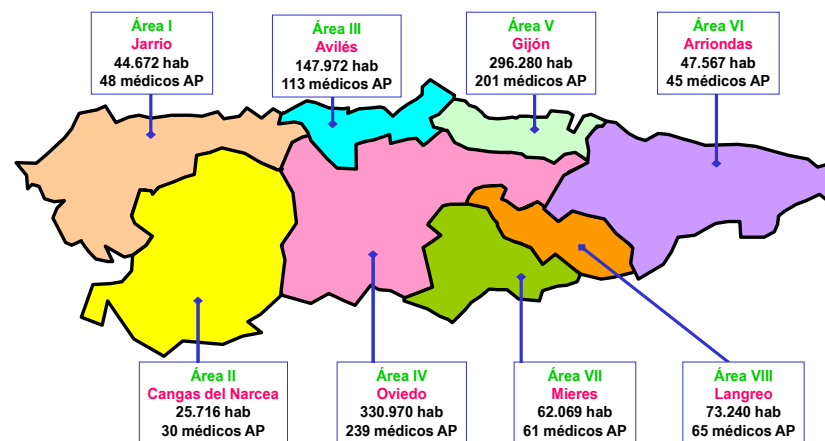 Área I
Jarrio
44.672 hab
48 médicos AP
Área III
Avilés
147.972 hab
113 médicos AP
Área V
Gijón
296.280 hab
201 médicos AP
Área VI
Arriondas
47.567 hab
45 médicos AP
Área II
Cangas del Narcea
25.716 hab
30 médicos AP
Área IV
Oviedo
330.970 hab
239 médicos AP
Área VII
Mieres
62.069 hab
61 médicos AP
Área VIII
Langreo
73.240 hab
65 médicos AP